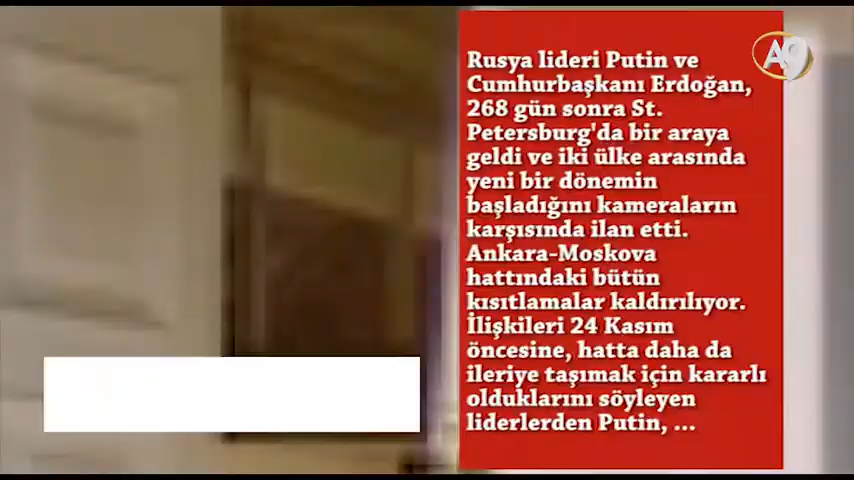 A9
Rusya lideri Putin ve
Cumhurbaşkanı Erdoğan,
268 gün sonra St.
Petersburg'da bir araya
geldi ve iki ülke arasında
yeni bir dönemin
başladığını kameraların
karşısında ilan etti.
Ankara-Moskova
hattındaki bütün
kısıtlamalar kaldırılıyor.
İlişkileri 24 Kasım
öncesine, hatta daha da
ileriye taşımak için kararlı
olduklarını söyleyen
liderlerden Putin, ...